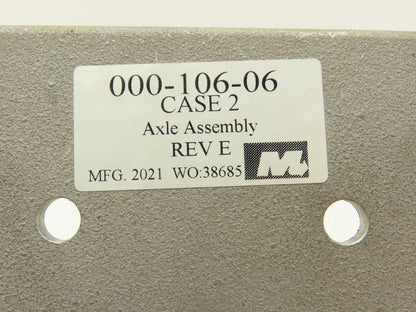 000-106-06
CASE 2
Axle Assembly
REV E
MFG. 2021 WO:38685